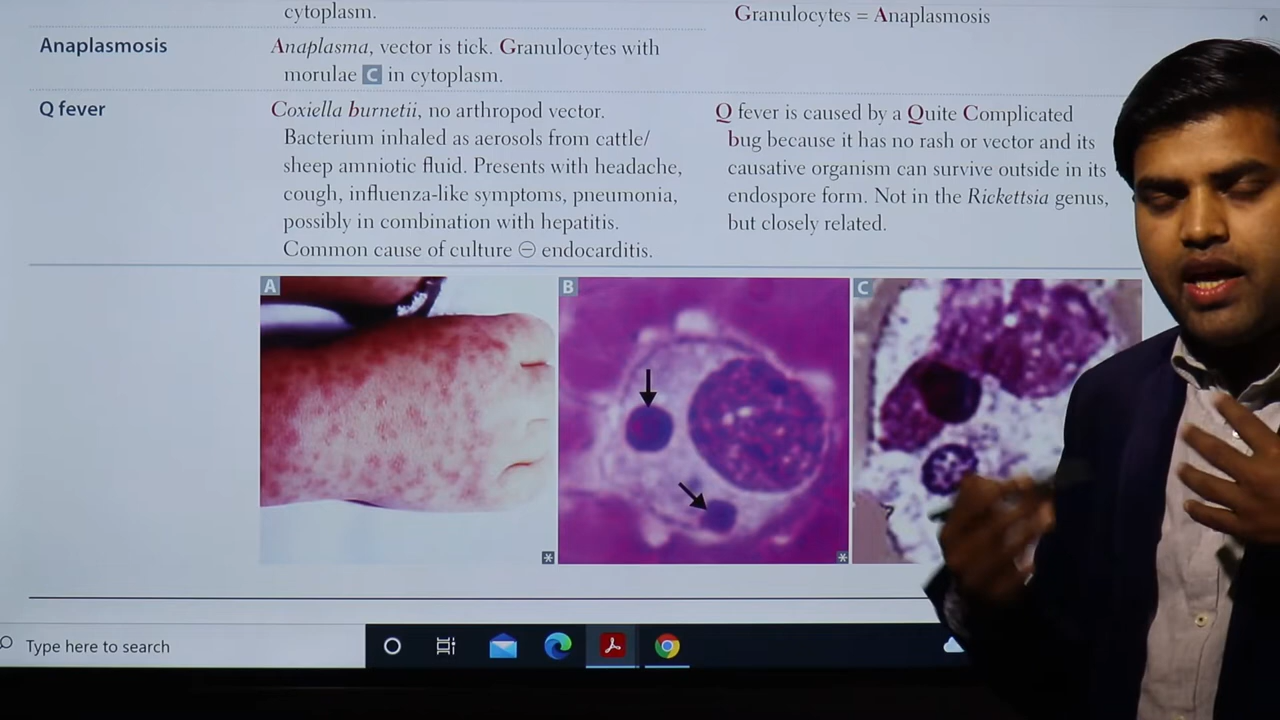 cytoplasm.
Granulocytes = Anaplasmosis
Anaplasmosis
Anaplasma, vector is tick. Granulocytes with
morulae C in cytoplasm.
Q fever
Coxiella burnetii, no arthropod vector.
Bacterium inhaled as aerosols from cattle/
sheep amniotic fluid. Presents with headache,
cough, influenza-like symptoms, pneumonia,
possibly in combination with hepatitis.
Common cause of culture ⊖ endocarditis.
Q fever is caused by a Quite Complicated
bug because it has no rash or vector and its
causative organism can survive outside in its
endospore form. Not in the Rickettsia genus,
but closely related.
A
B
C
Type here to search